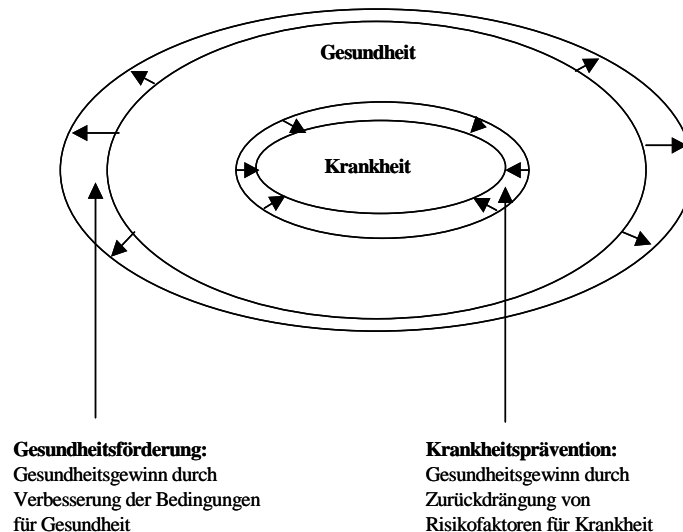 Gesundheit
Krankheit
Gesundheitsförderung:
Gesundheitsgewinn durch
Verbesserung der Bedingungen
für Gesundheit
Krankheitsprävention:
Gesundheitsgewinn durch
Zurückdrängung von
Risikofaktoren für Krankheit